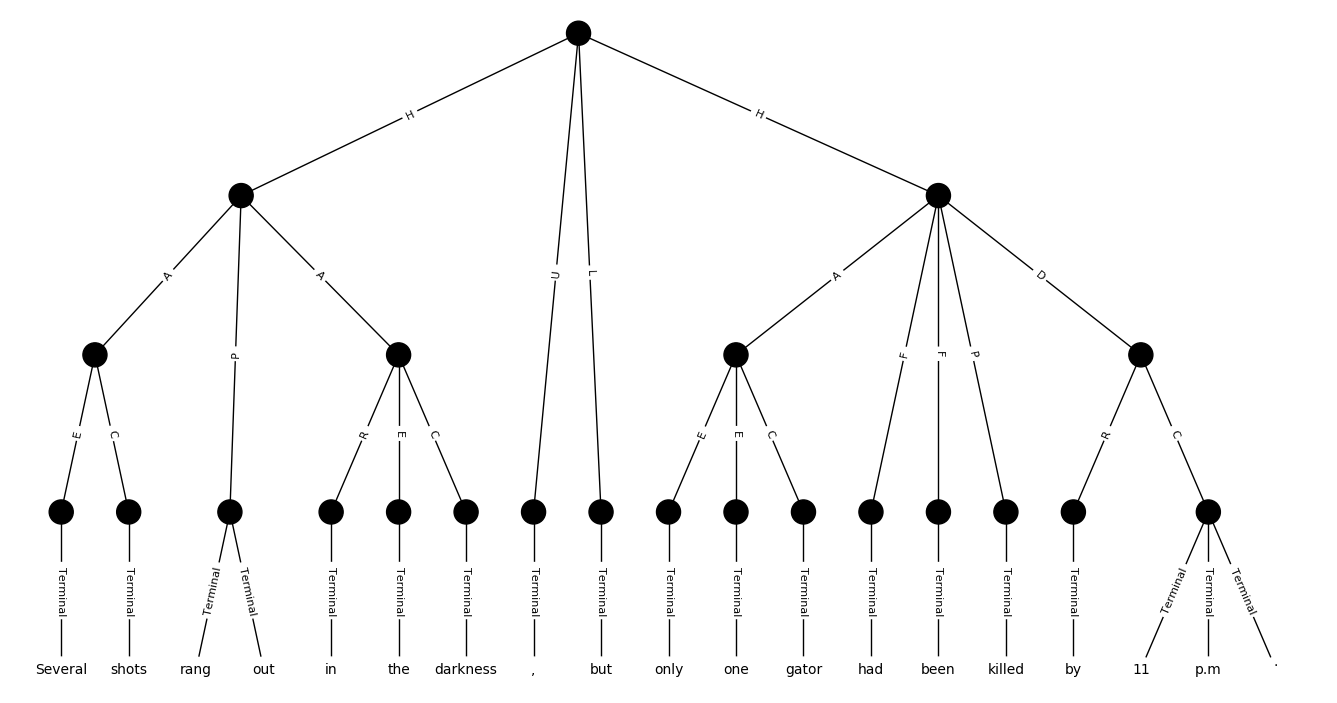 H H
A P A U L A F F P D
E C R E C E E C R C
Terminal Terminal Terminal Terminal Terminal Terminal Terminal Terminal Terminal Terminal Terminal Terminal Terminal Terminal Terminal Terminal Terminal Terminal Terminal
Several shots rang out in the darkness , but only one gator had been killed by 11 p.m .